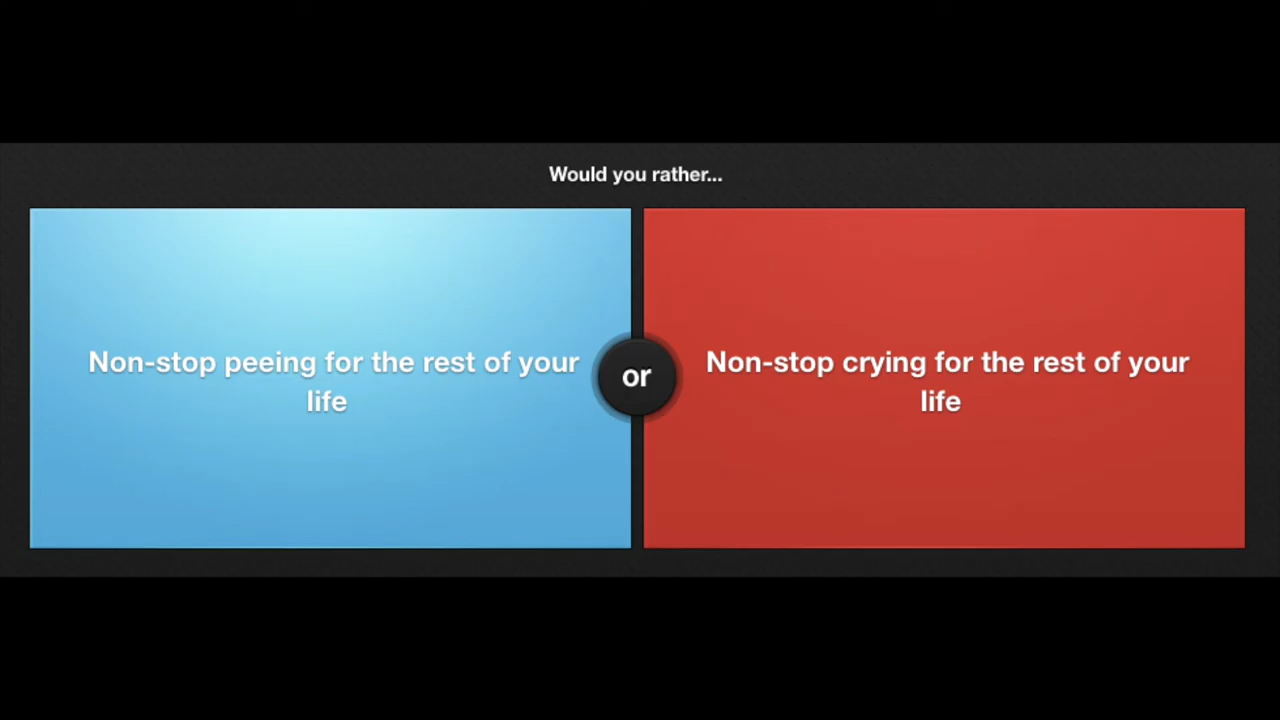 Would you rather...
Non-stop peeing for the rest of your
life
or
Non-stop crying for the rest of your
life